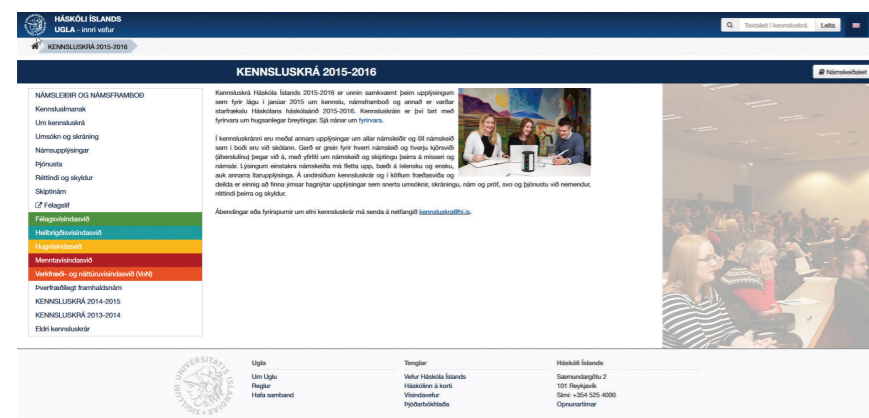 HÁSKÓLI ÍSLANDS
UGLA - innri vefur
Textaleit í kennsluskrá
Leita
KENNSLUSKRÁ 2015-2016
KENNSLUSKRÁ 2015-2016
Námskeiðsleit
NÁMSLEIÐIR OG NÁMSFRAMBOÐ
Kennslualmanak
Um kennsluskrá
Umsókn og skráning
Námsupplýsingar
Þjónusta
Réttindi og skyldur
Skiptinám
Félagslíf
Félagsvísindasvið
Heilbrigðisvísindasvið
Hugvísindasvið
Menntavísindasvið
Verkfræði- og náttúruvísindasvið (VoN)
Þverfræðilegt framhaldsnám
KENNSLUSKRÁ 2014-2015
KENNSLUSKRÁ 2013-2014
Eldri kennsluskrár
Kennsluskrá Háskóla Íslands 2015-2016 er unnin samkvæmt þeim upplýsingum
sem fyrir lágu í janúar 2015 um kennslu, námsframboð og annað er varðar
starfrækslu Háskólans háskólaárið 2015-2016. Kennsluskráin er því birt með
fyrirvara um hugsanlegar breytingar. Sjá nánar um fyrirvara.
Í kennsluskránni eru meðal annars upplýsingar um allar námsleiðir og öll námskeið
sem í boði eru við skólann. Gerð er grein fyrir hverri námsleið og hverju kjörsviði
(áherslulínu) þegar við á, með yfirliti um námskeið og skiptingu þeirra á misseri og
námsár. Lýsingum einstakra námskeiða má fletta upp, bæði á íslensku og ensku,
auk annarra ítarupplýsinga. Á undirsíðum kennsluskrár og í köflum fræðasviða og
deilda er einnig að finna ýmsar hagnýtar upplýsingar sem snerta umsóknir, skráningu, nám og próf, svo og þjónustu við nemendur,
réttindi þeirra og skyldur.
Ábendingar eða fyrirspurnir um efni kennsluskrár má senda á netfangið kennsluskra@hi.is.
Ugla
Um Uglu
Reglur
Hafa samband
Tenglar
Vefur Háskóla Íslands
Háskólinn á korti
Vísindavefur
Þjóðarbókhlaða
Háskóli Íslands
Sæmundargötu 2
101 Reykjavík
Sími: +354 525 4000
Opnunartímar